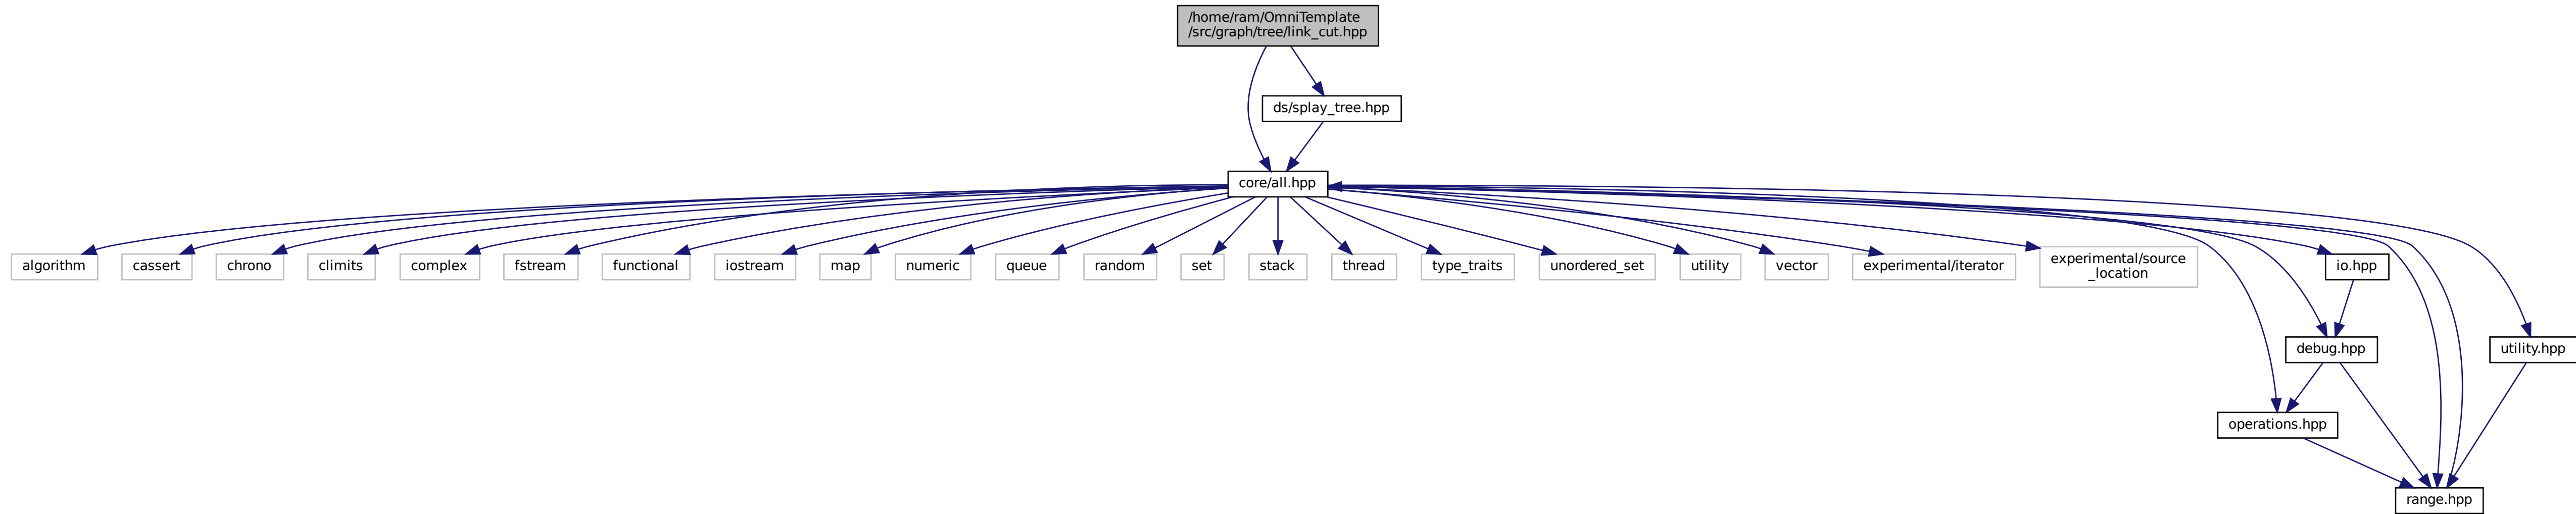 /home/ram/OmniTemplate
/src/graph/tree/link_cut.hpp
ds/splay_tree.hpp
core/all.hpp
algorithm
cassert
chrono
climits
complex
fstream
functional
iostream
map
numeric
queue
random
set
stack
thread
type_traits
unordered_set
utility
vector
experimental/iterator
experimental/source
_location
io.hpp
debug.hpp
utility.hpp
operations.hpp
range.hpp